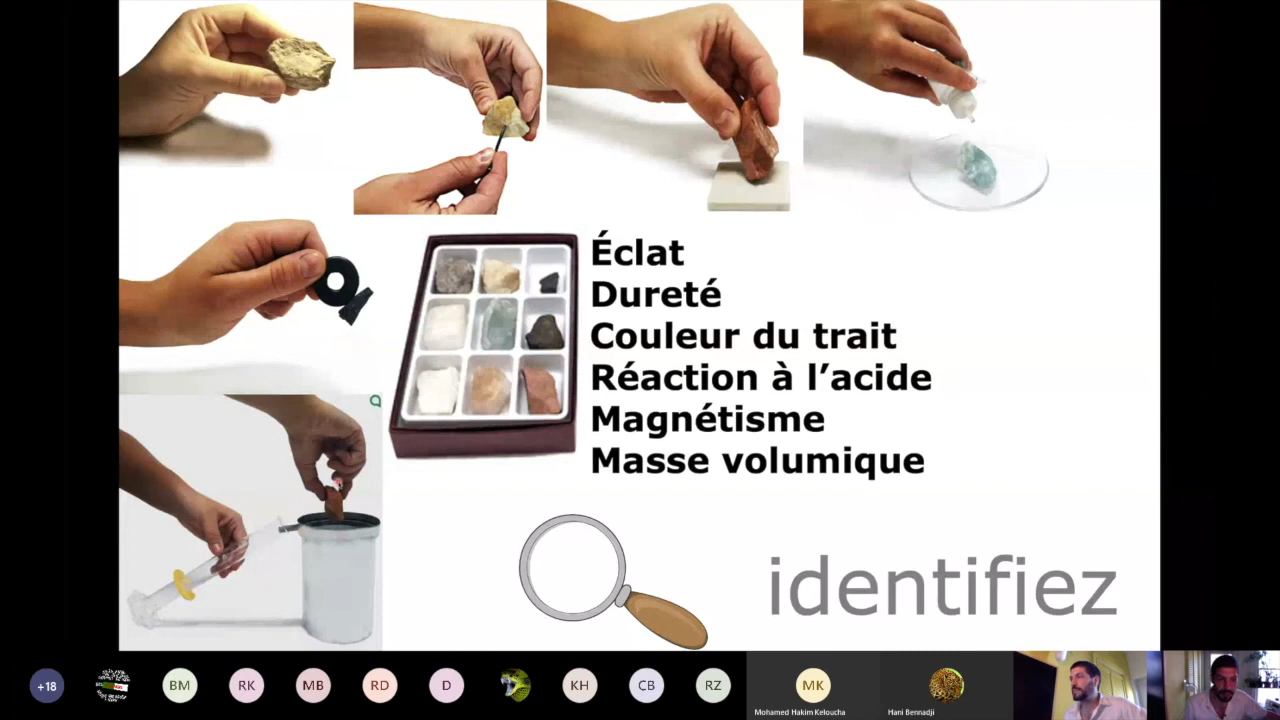 Éclat
Dureté
Couleur du trait
Réaction à l'acide
Magnétisme
Masse volumique
identifiez
+18
BM
RK
MB
RD
D
KH
CB
RZ
MK
Mohamed Hakim Keloucha
Hani Bennadji